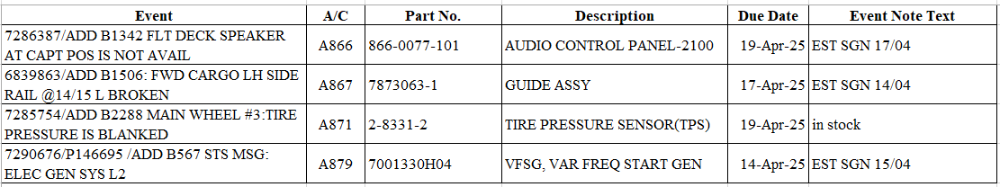 Event A/C Part No. Description Due Date Event Note Text
7286387/ADD B1342 FLT DECK SPEAKER
AT CAPT POS IS NOT AVAIL A866 866-0077-101 AUDIO CONTROL PANEL-2100 19-Apr-25 EST SGN 17/04
6839863/ADD B1506: FWD CARGO LH SIDE
RAIL @14/15 L BROKEN A867 7873063-1 GUIDE ASSY 17-Apr-25 EST SGN 14/04
7285754/ADD B2288 MAIN WHEEL #3:TIRE
PRESSURE IS BLANKED A871 2-8331-2 TIRE PRESSURE SENSOR(TPS) 19-Apr-25 in stock
7290676/P146695 /ADD B567 STS MSG:
ELEC GEN SYS L2 A879 7001330H04 VFSG, VAR FREQ START GEN 14-Apr-25 EST SGN 15/04